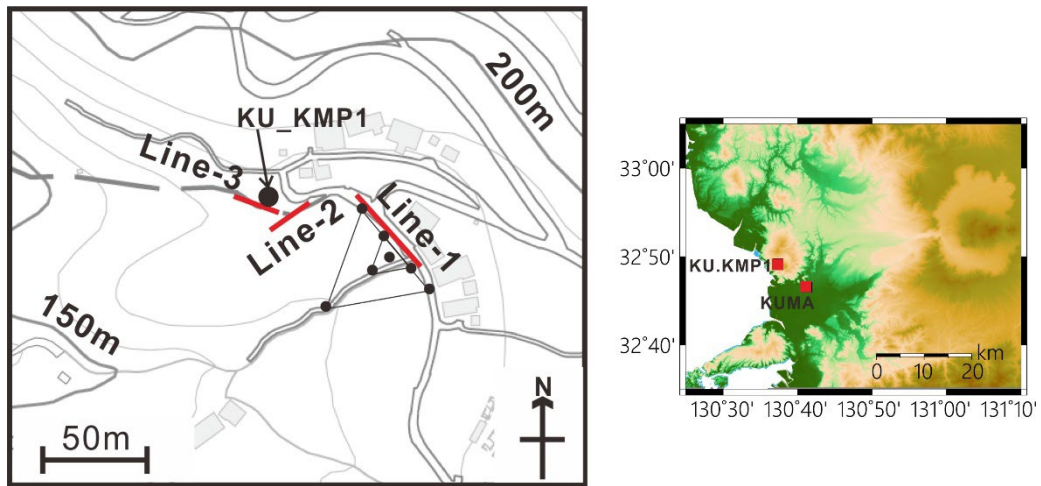 200m
KU_KMP1
Line-3
Line-1
Line-2
150m
50m
N
33°00'
32°50'
32°40'
KU.KMP1
KUMA
km
0 10 20
130°30' 130°40' 130°50' 131°00' 131°10'